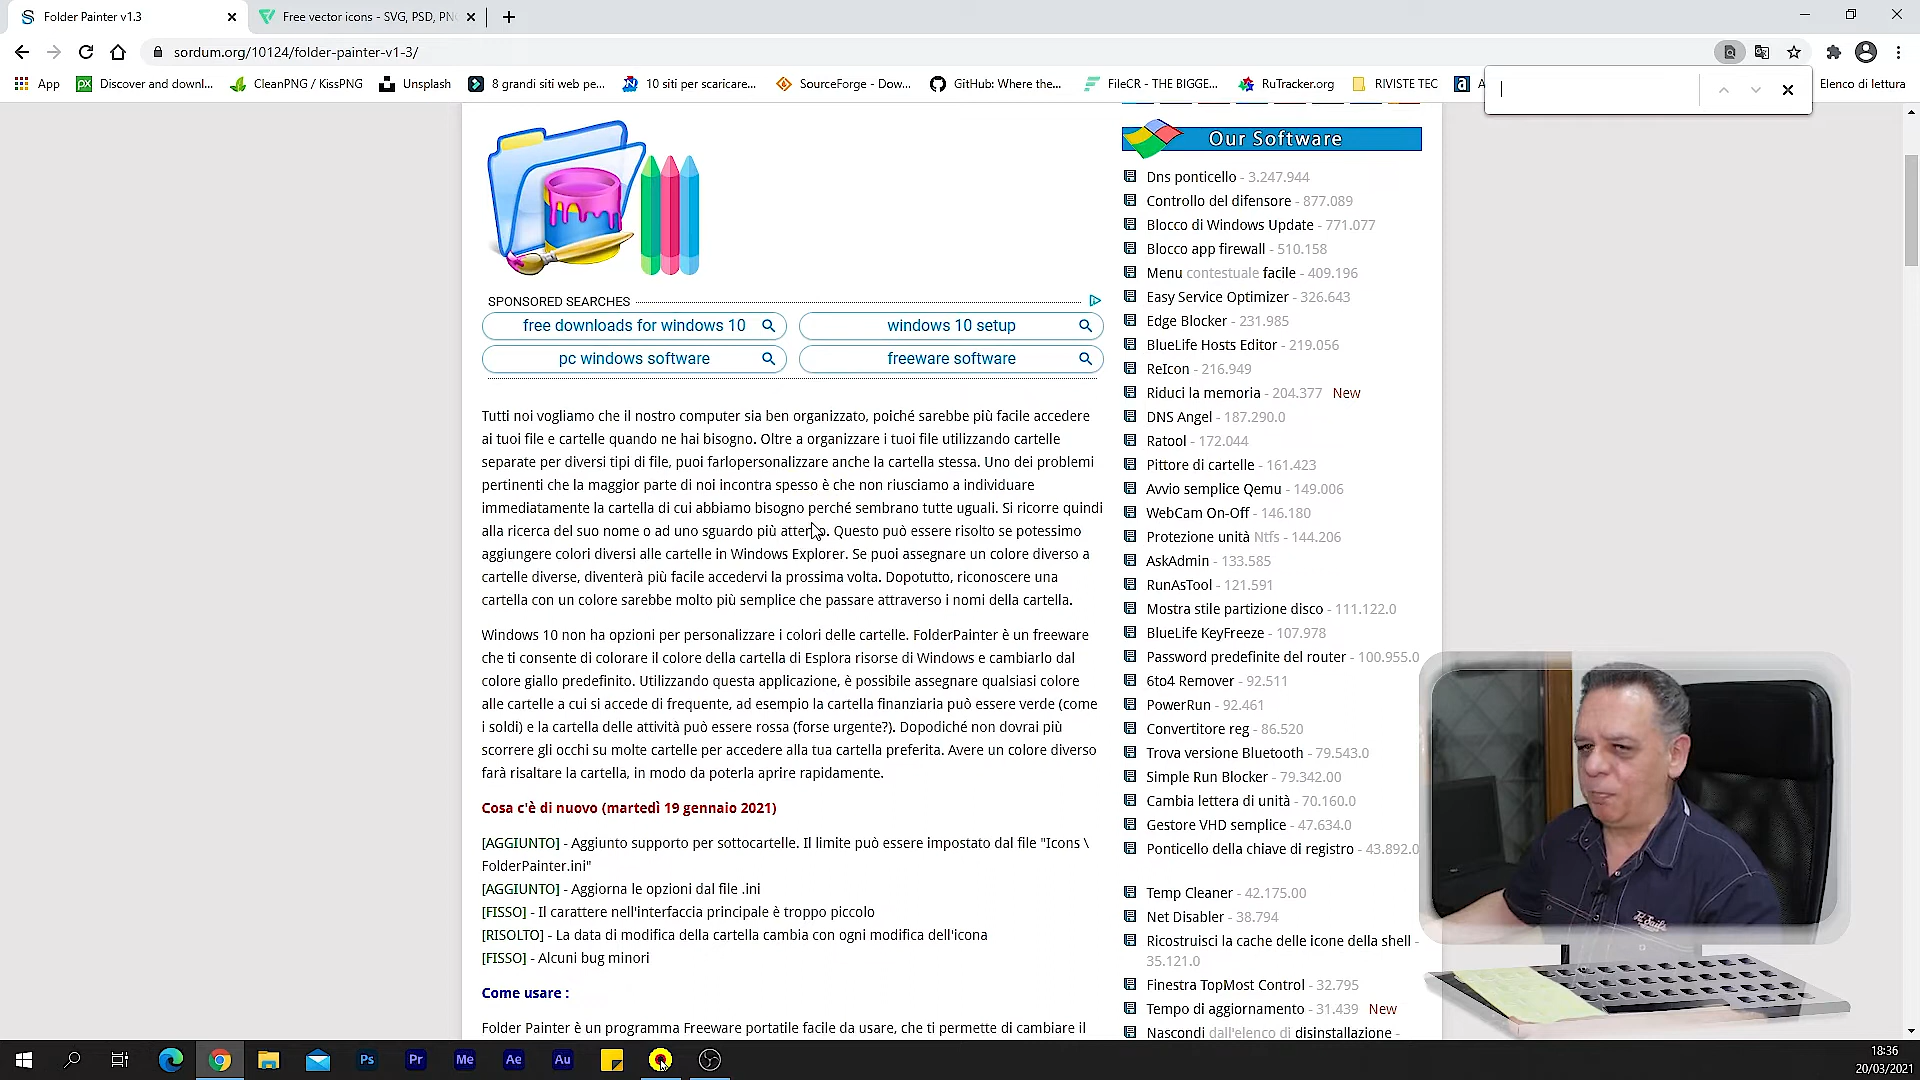 Folder Painter v1.3
Free vector icons - SVG, PSD, PN
sordum.org/10124/folder-painter-v1-3/
App
Discover and downl...
CleanPNG / KissPNG
Unsplash
8 grandi siti web pe...
10 siti per scaricare...
SourceForge - Dow...
GitHub: Where the...
FileCR - THE BIGGE...
RuTracker.org
RIVISTE TEC
a
Elenco di lettura
SPONSORED SEARCHES
free downloads for windows 10
windows 10 setup
pc windows software
freeware software
Tutti noi vogliamo che il nostro computer sia ben organizzato, poiché sarebbe più facile accedere
ai tuoi file e cartelle quando ne hai bisogno. Oltre a organizzare i tuoi file utilizzando cartelle
separate per diversi tipi di file, puoi farlopersonalizzare anche la cartella stessa. Uno dei problemi
pertinenti che la maggior parte di noi incontra spesso è che non riusciamo a individuare
immediatamente la cartella di cui abbiamo bisogno perché sembrano tutte uguali. Si ricorre quindi
alla ricerca del suo nome o ad uno sguardo più attento. Questo può essere risolto se potessimo
aggiungere colori diversi alle cartelle in Windows Explorer. Se puoi assegnare un colore diverso a
cartelle diverse, diventerà più facile accedervi la prossima volta. Dopotutto, riconoscere una
cartella con un colore sarebbe molto più semplice che passare attraverso i nomi della cartella.
Windows 10 non ha opzioni per personalizzare i colori delle cartelle. FolderPainter è un freeware
che ti consente di colorare il colore della cartella di Esplora risorse di Windows e cambiarlo dal
colore giallo predefinito. Utilizzando questa applicazione, è possibile assegnare qualsiasi colore
alle cartelle a cui si accede di frequente, ad esempio la cartella finanziaria può essere verde (come
i soldi) e la cartella delle attività può essere rossa (forse urgente?). Dopodiché non dovrai più
scorrere gli occhi su molte cartelle per accedere alla tua cartella preferita. Avere un colore diverso
farà risaltare la cartella, in modo da poterla aprire rapidamente.
Cosa c'è di nuovo (martedì 19 gennaio 2021)
[AGGIUNTO] - Aggiunto supporto per sottocartelle. Il limite può essere impostato dal file "Icons \
FolderPainter.ini"
[AGGIUNTO] - Aggiorna le opzioni dal file .ini
[FISSO] - Il carattere nell'interfaccia principale è troppo piccolo
[RISOLTO] - La data di modifica della cartella cambia con ogni modifica dell'icona
[FISSO] - Alcuni bug minori
Come usare :
Folder Painter è un programma Freeware portatile facile da usare, che ti permette di cambiare il
Our Software
Dns ponticello - 3.247.944
Controllo del difensore - 877.089
Blocco di Windows Update - 771.077
Blocco app firewall - 510.158
Menu contestuale facile - 409.196
Easy Service Optimizer - 326.643
Edge Blocker - 231.985
BlueLife Hosts Editor - 219.056
ReIcon - 216.949
Riduci la memoria - 204.377 New
DNS Angel - 187.290.0
Ratool - 172.044
Pittore di cartelle - 161.423
Avvio semplice Qemu - 149.006
WebCam On-Off - 146.180
Protezione unità Ntfs - 144.206
AskAdmin - 133.585
RunAsTool - 121.591
Mostra stile partizione disco - 111.122.0
BlueLife KeyFreeze - 107.978
Password predefinite del router - 100.955.0
6to4 Remover - 92.511
PowerRun - 92.461
Convertitore reg - 86.520
Trova versione Bluetooth - 79.543.0
Simple Run Blocker - 79.342.00
Cambia lettera di unità - 70.160.0
Gestore VHD semplice - 47.634.0
Ponticello della chiave di registro - 43.892.0
Temp Cleaner - 42.175.00
Net Disabler - 38.794
Ricostruisci la cache delle icone della shell -
35.121.0
Finestra TopMost Control - 32.795
Tempo di aggiornamento - 31.439 New
Nascondi dall'elenco di disinstallazione -
Ps
Pr
Me
Ae
Au
18:36
20/03/2021